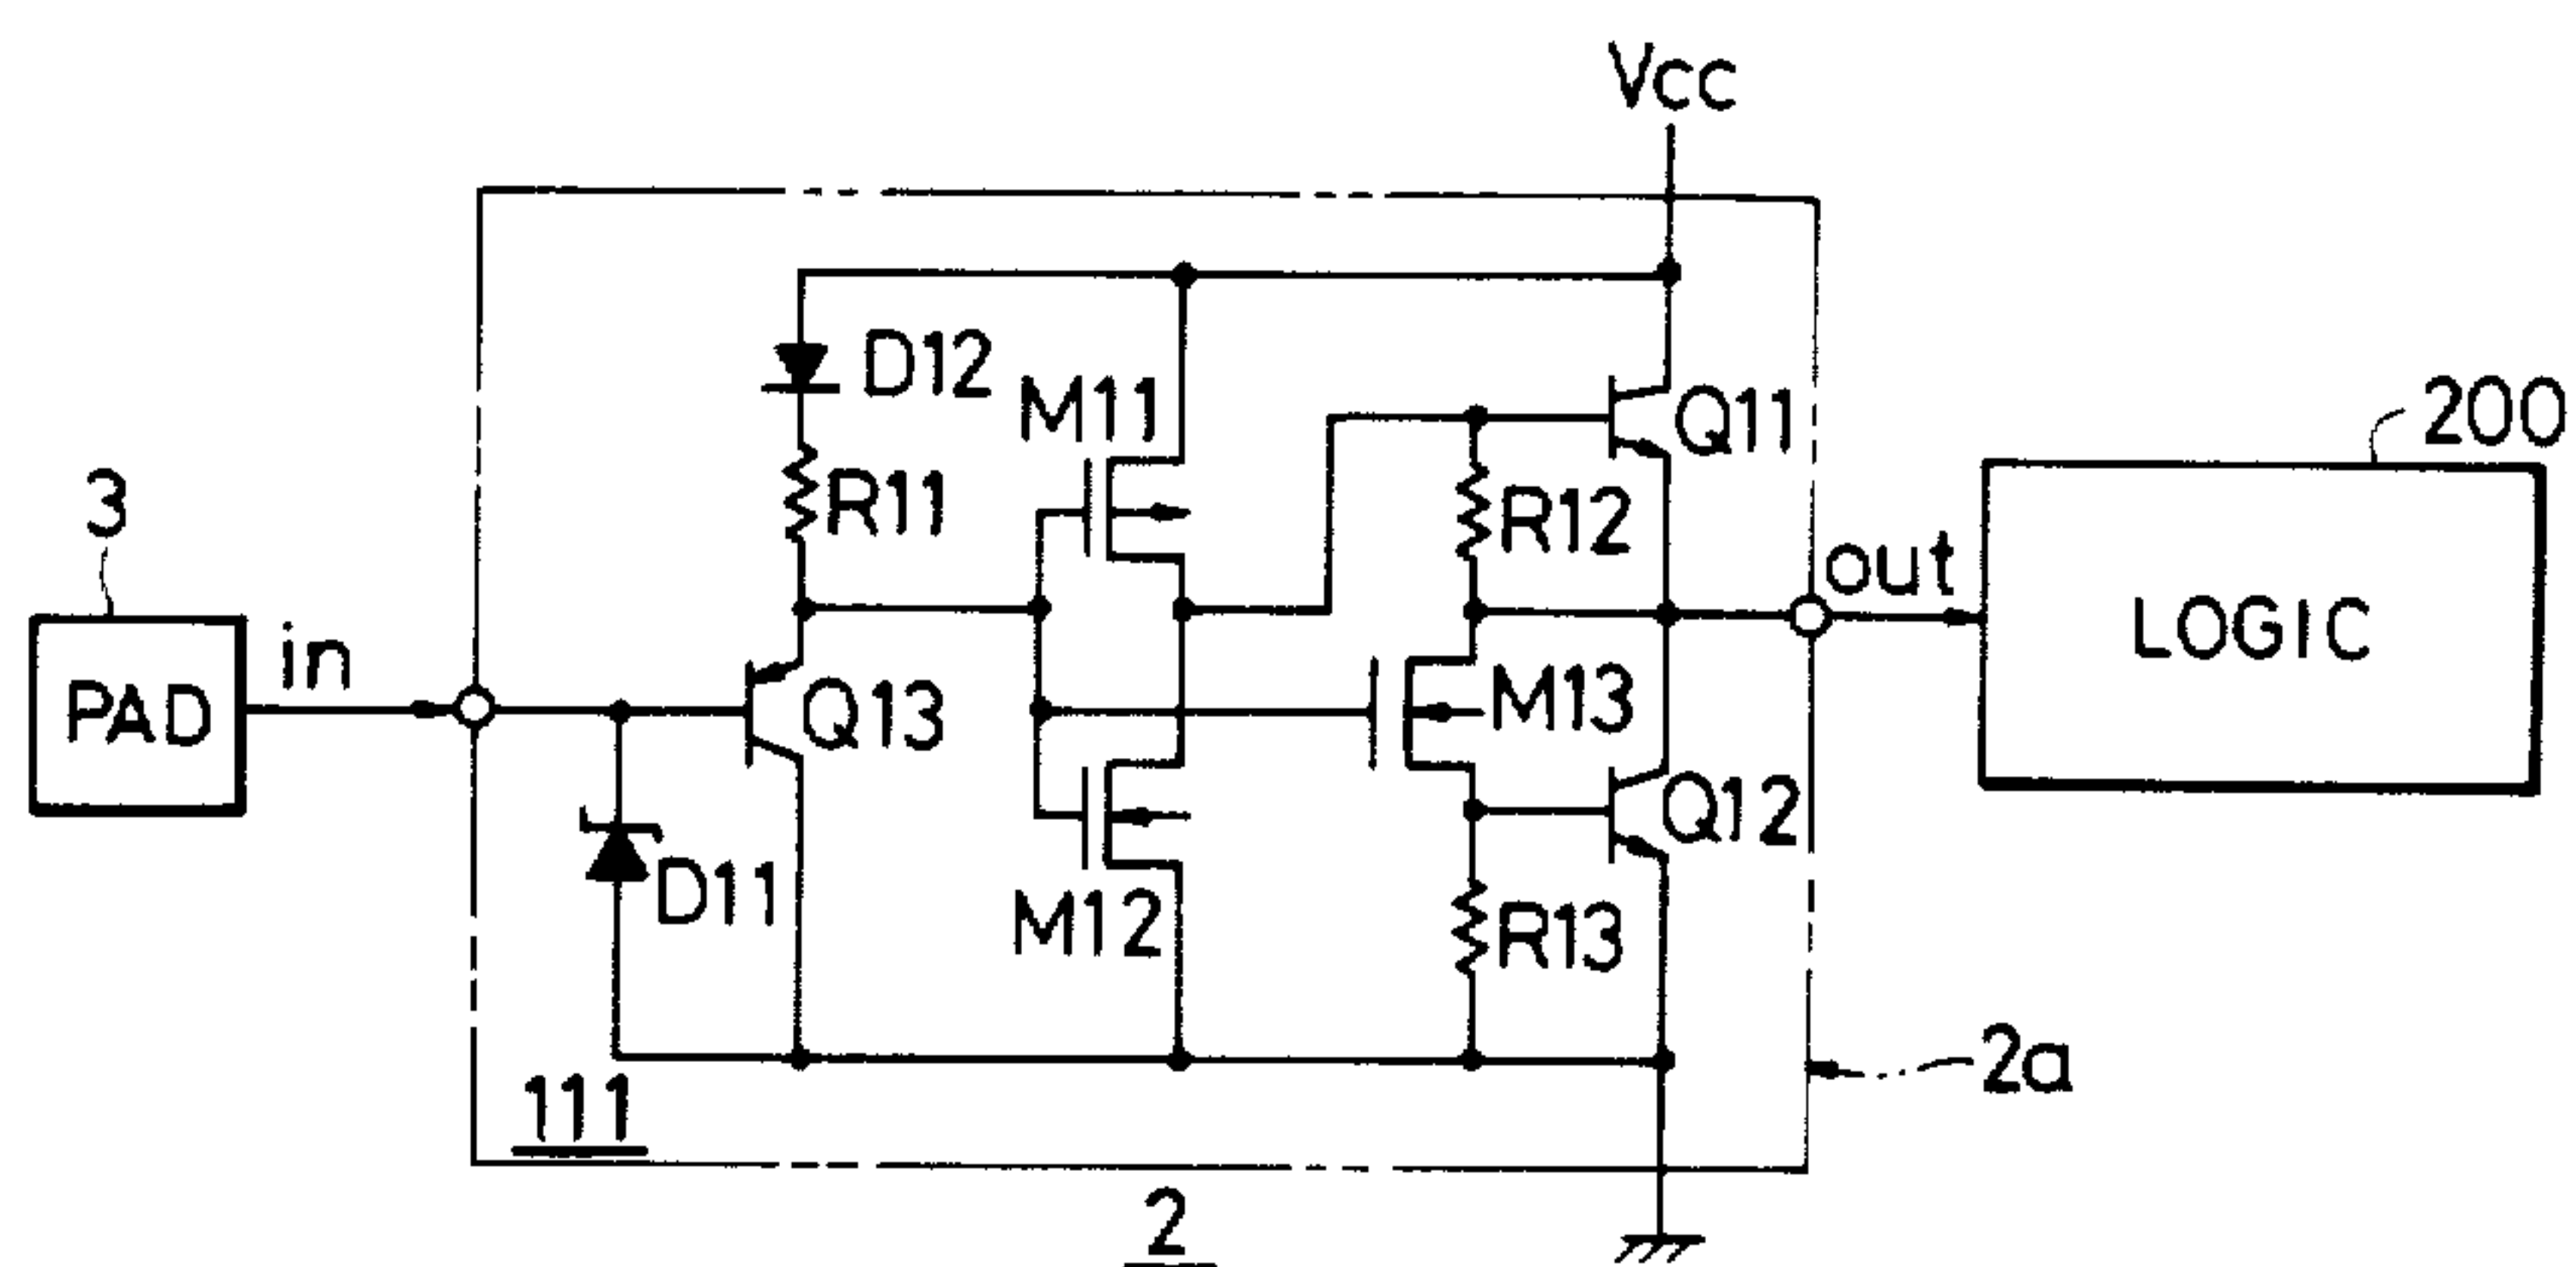 Vcc
D12
M11
Q11
200
3
R11
R12
out
in
PAD
Q13
M13
LOGIC
Q12
D11
M12
R13
2a
111
2